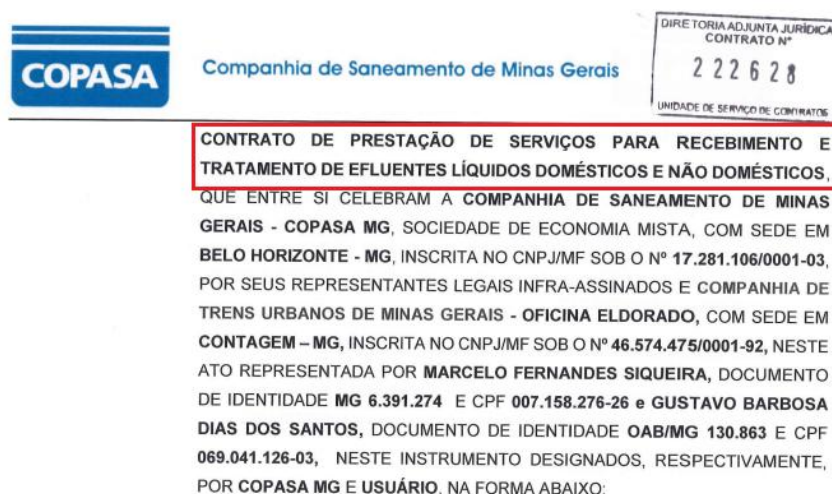 COPASA
Companhia de Saneamento de Minas Gerais
DIRETORIA ADJUNTA JURÍDICA
CONTRATO Nº
222628
UNIDADE DE SERVIÇO DE CONTRATOS
CONTRATO DE PRESTAÇÃO DE SERVIÇOS PARA RECEBIMENTO E
TRATAMENTO DE EFLUENTES LÍQUIDOS DOMÉSTICOS E NÃO DOMÉSTICOS,
QUE ENTRE SI CELEBRAM A COMPANHIA DE SANEAMENTO DE MINAS
GERAIS - COPASA MG, SOCIEDADE DE ECONOMIA MISTA, COM SEDE EM
BELO HORIZONTE - MG, INSCRITA NO CNPJ/MF SOB O Nº 17.281.106/0001-03,
POR SEUS REPRESENTANTES LEGAIS INFRA-ASSINADOS E COMPANHIA DE
TRENS URBANOS DE MINAS GERAIS - OFICINA ELDORADO, COM SEDE EM
CONTAGEM – MG, INSCRITA NO CNPJ/MF SOB O Nº 46.574.475/0001-92, NESTE
ATO REPRESENTADA POR MARCELO FERNANDES SIQUEIRA, DOCUMENTO
DE IDENTIDADE MG 6.391.274 E CPF 007.158.276-26 e GUSTAVO BARBOSA
DIAS DOS SANTOS, DOCUMENTO DE IDENTIDADE OAB/MG 130.863 E CPF
069.041.126-03, NESTE INSTRUMENTO DESIGNADOS, RESPECTIVAMENTE,
POR COPASA MG E USUÁRIO, NA FORMA ABAIXO: